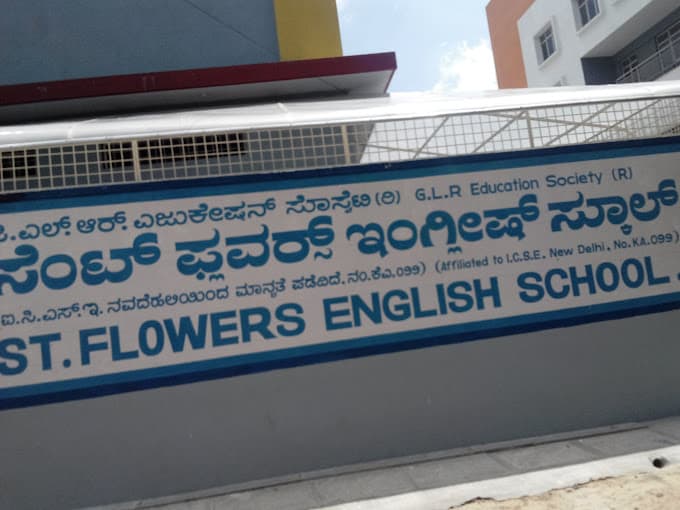 ಜಿ.ಎಲ್. ಆರ್. ಎಜುಕೇಷನ್ ಸೊಸೈಟಿ (ರಿ) G.L.R Education Society (R)
ಸೆಂಟ್ ಫ್ಲವರ್ಸ್ ಇಂಗ್ಲೀಷ್ ಸ್ಕೂಲ್
ಐ.ಸಿ.ಎಸ್.ಇ. ನವದೆಹಲಿಯಿಂದ ಮಾನ್ಯತೆ ಪಡೆದಿದೆ. ನಂ.ಕೆಎ.೦೯೯) (Affiliated to I.C.S.E. New Delhi. No.KA.099)
ST. FLOWERS ENGLISH SCHOOL.